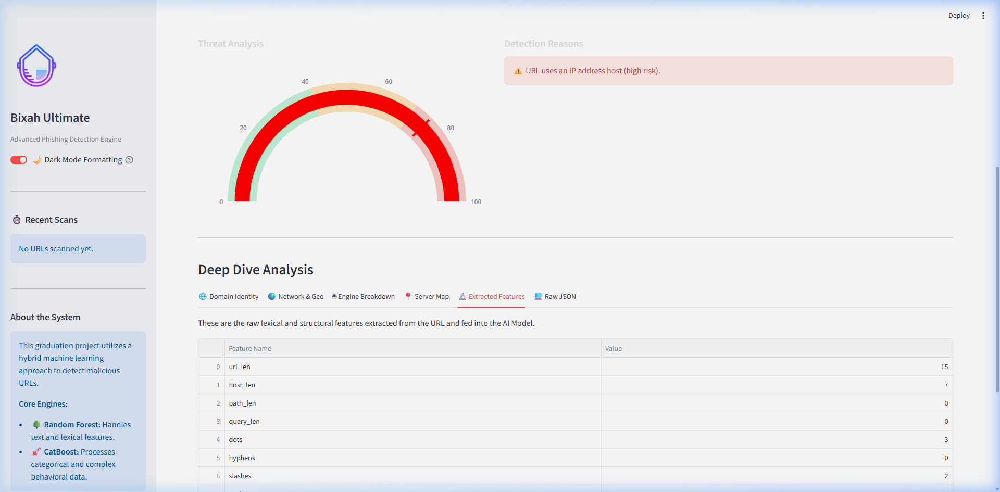 Deploy
Bixah Ultimate
Advanced Phishing Detection Engine
🌙 Dark Mode Formatting
⏱️ Recent Scans
No URLs scanned yet.
About the System
This graduation project utilizes a
hybrid machine learning
approach to detect malicious
URLs.
Core Engines:
• 🌳 Random Forest: Handles
text and lexical features.
• 🚀 CatBoost: Processes
categorical and complex
behavioral data.
Threat Analysis
0
20
40
60
80
100
Detection Reasons
⚠️ URL uses an IP address host (high risk).
Deep Dive Analysis
🌐 Domain Identity 🌍 Network & Geo Engine Breakdown 📍 Server Map 🔬 Extracted Features 💻 Raw JSON
These are the raw lexical and structural features extracted from the URL and fed into the AI Model.
Feature Name Value
0 url_len 15
1 host_len 7
2 path_len 0
3 query_len 0
4 dots 3
5 hyphens 0
6 slashes 2